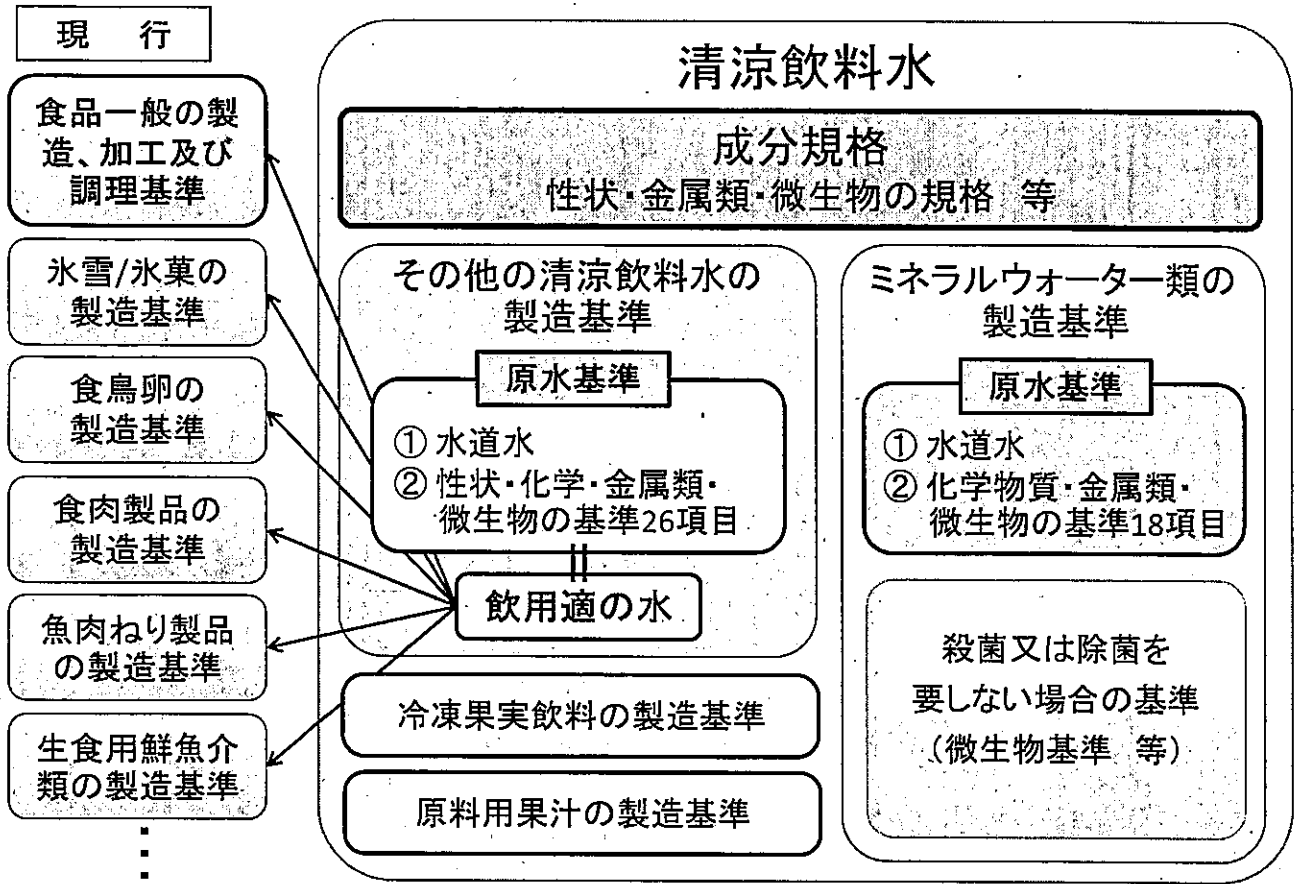 現 行
食品一般の製
造、加工及び
調理基準
氷雪/氷菓の
製造基準
食鳥卵の
製造基準
食肉製品の
製造基準
魚肉ねり製品
の製造基準
生食用鮮魚介
類の製造基準
清涼飲料水
成分規格
性状・金属類・微生物の規格 等
その他の清涼飲料水の
製造基準
原水基準
① 水道水
② 性状・化学・金属類・
微生物の基準26項目
飲用適の水
冷凍果実飲料の製造基準
原料用果汁の製造基準
ミネラルウォーター類の
製造基準
原水基準
① 水道水
② 化学物質・金属類・
微生物の基準18項目
殺菌又は除菌を
要しない場合の基準
(微生物基準 等)